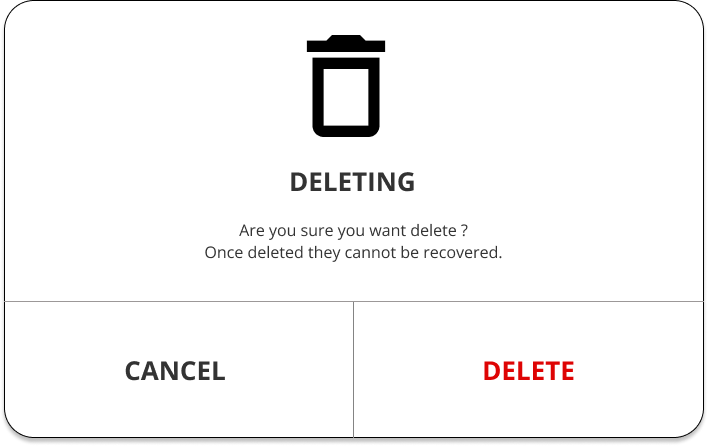 DELETING
Are you sure you want delete ?
Once deleted they cannot be recovered.
CANCEL
DELETE